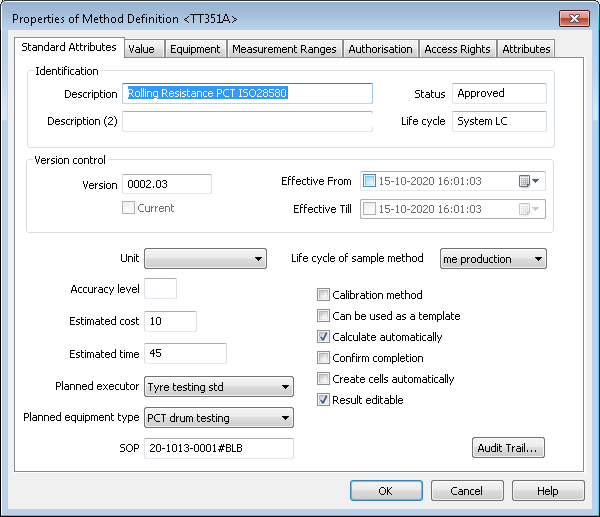 Properties of Method Definition <TT351A>
Standard Attributes Value Equipment Measurement Ranges Authorisation Access Rights Attributes
Identification
Description Rolling Resistance PCT ISO28580 Status Approved
Description (2) Life cycle System LC
Version control
Version 0002.03 Effective From 15-10-2020 16:01:03
Current Effective Till 15-10-2020 16:01:03
Unit Life cycle of sample method me production
Accuracy level Calibration method
Can be used as a template
Estimated cost 10 Calculate automatically
Estimated time 45 Confirm completion
Planned executor Tyre testing std Create cells automatically
Result editable
Planned equipment type PCT drum testing
SOP 20-1013-0001#BLB Audit Trail...
OK Cancel Help